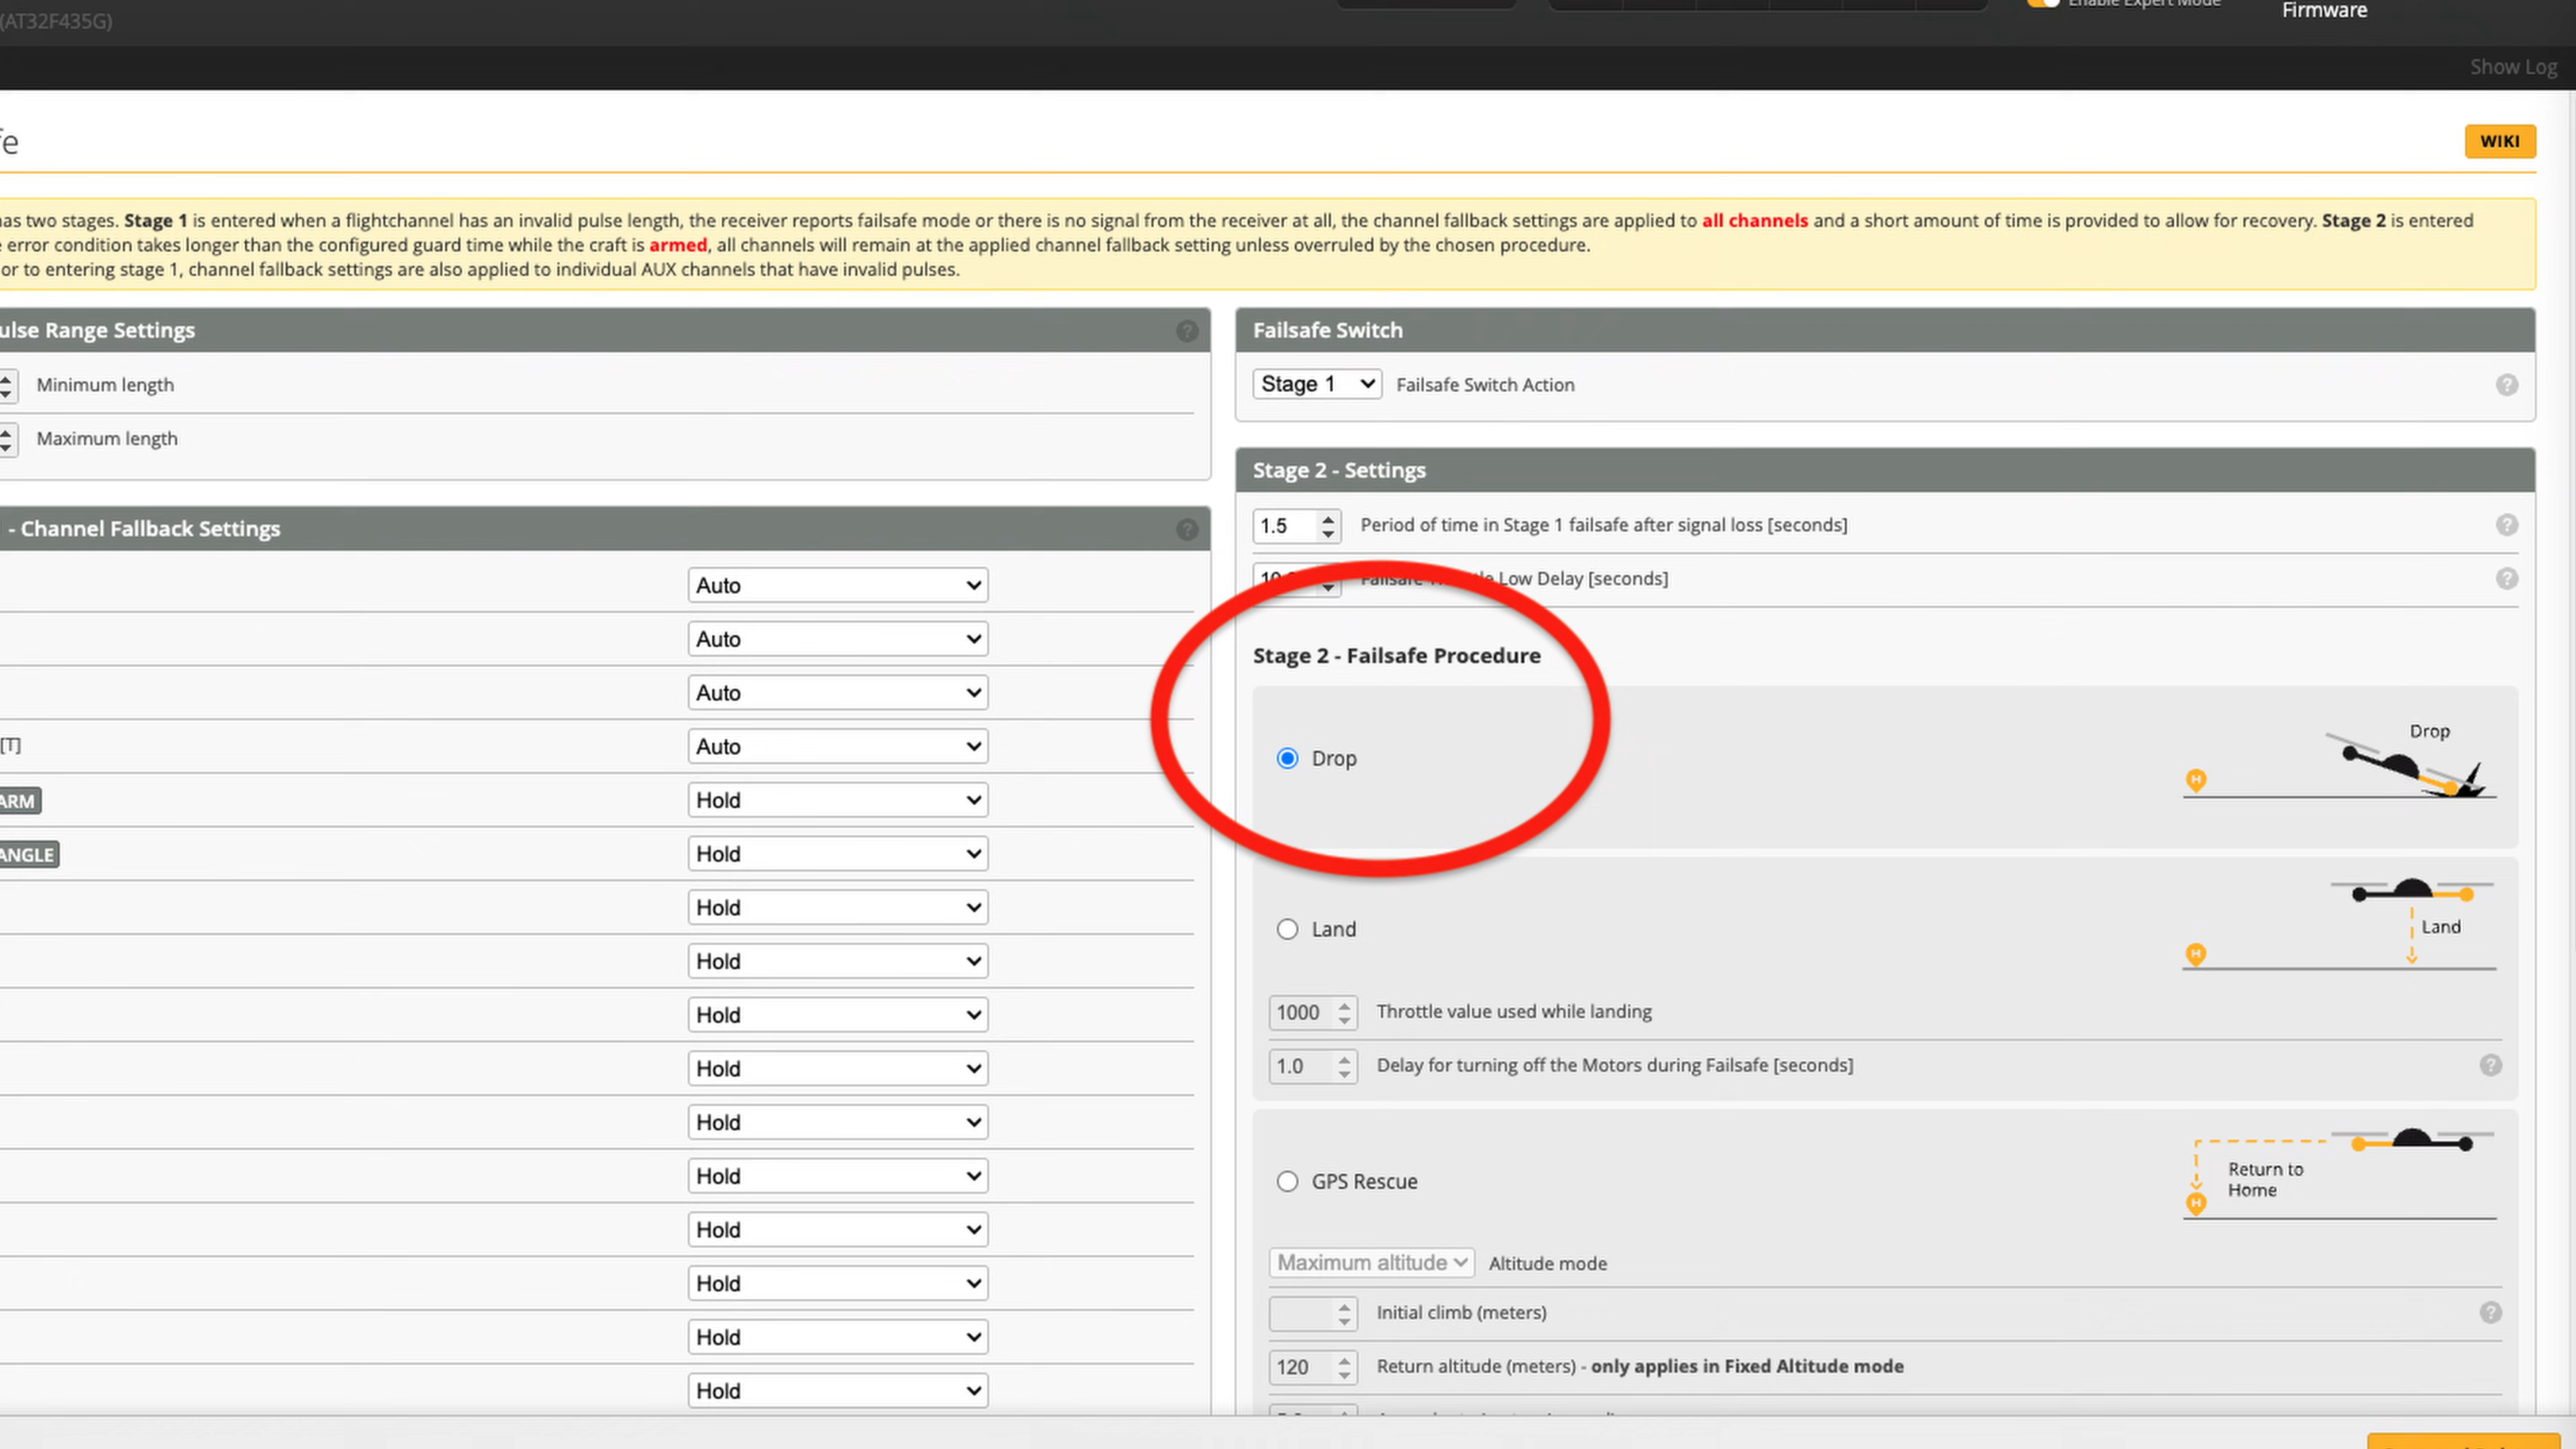 (AT32F435G)
Enable Expert Mode
Firmware
Show Log
fe
WIKI
has two stages. Stage 1 is entered when a flightchannel has an invalid pulse length, the receiver reports failsafe mode or there is no signal from the receiver at all, the channel fallback settings are applied to all channels and a short amount of time is provided to allow for recovery. Stage 2 is entered
error condition takes longer than the configured guard time while the craft is armed, all channels will remain at the applied channel fallback setting unless overruled by the chosen procedure.
or to entering stage 1, channel fallback settings are also applied to individual AUX channels that have invalid pulses.
ulse Range Settings
Minimum length
Maximum length
- Channel Fallback Settings
Auto
Auto
Auto
[T] Auto
ARM Hold
ANGLE Hold
Hold
Hold
Hold
Hold
Hold
Hold
Hold
Hold
Hold
Hold
Failsafe Switch
Stage 1 Failsafe Switch Action
Stage 2 - Settings
1.5 Period of time in Stage 1 failsafe after signal loss [seconds]
Failsafe Low Delay [seconds]
Stage 2 - Failsafe Procedure
Drop
Drop
Land
Land
1000 Throttle value used while landing
1.0 Delay for turning off the Motors during Failsafe [seconds]
GPS Rescue
Return to
Home
Maximum altitude Altitude mode
Initial climb (meters)
120 Return altitude (meters) - only applies in Fixed Altitude mode